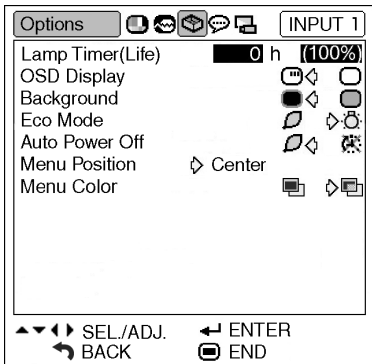 Options INPUT 1
Lamp Timer(Life) 0 h (100%)
OSD Display
Background
Eco Mode
Auto Power Off
Menu Position Center
Menu Color
SEL./ADJ. ENTER
BACK END